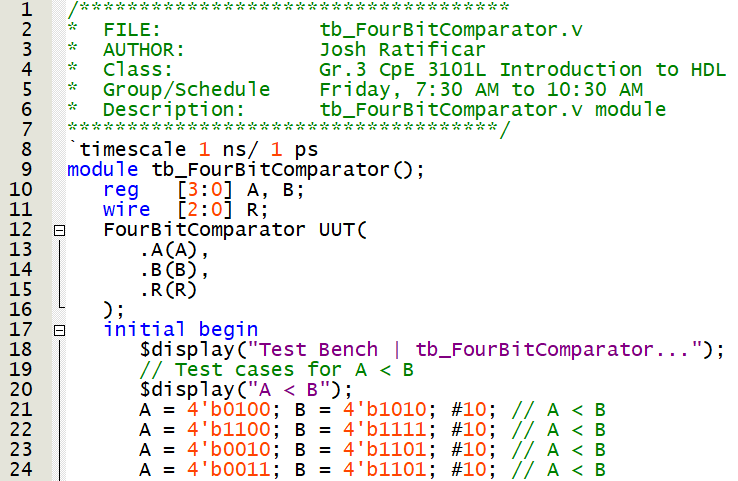 1 /************************************
2 *  FILE:           tb_FourBitComparator.v
3 *  AUTHOR:         Josh Ratificar
4 *  Class:          Gr.3 CpE 3101L Introduction to HDL
5 *  Group/Schedule  Friday, 7:30 AM to 10:30 AM
6 *  Description:    tb_FourBitComparator.v module
7 ************************************/
8 `timescale 1 ns/ 1 ps
9 module tb_FourBitComparator();
10    reg   [3:0] A, B;
11    wire  [2:0] R;
12    FourBitComparator UUT(
13       .A(A),
14       .B(B),
15       .R(R)
16    );
17    initial begin
18       $display("Test Bench | tb_FourBitComparator...");
19       // Test cases for A < B
20       $display("A < B");
21       A = 4'b0100; B = 4'b1010; #10; // A < B
22       A = 4'b1100; B = 4'b1111; #10; // A < B
23       A = 4'b0010; B = 4'b1101; #10; // A < B
24       A = 4'b0011; B = 4'b1101; #10; // A < B